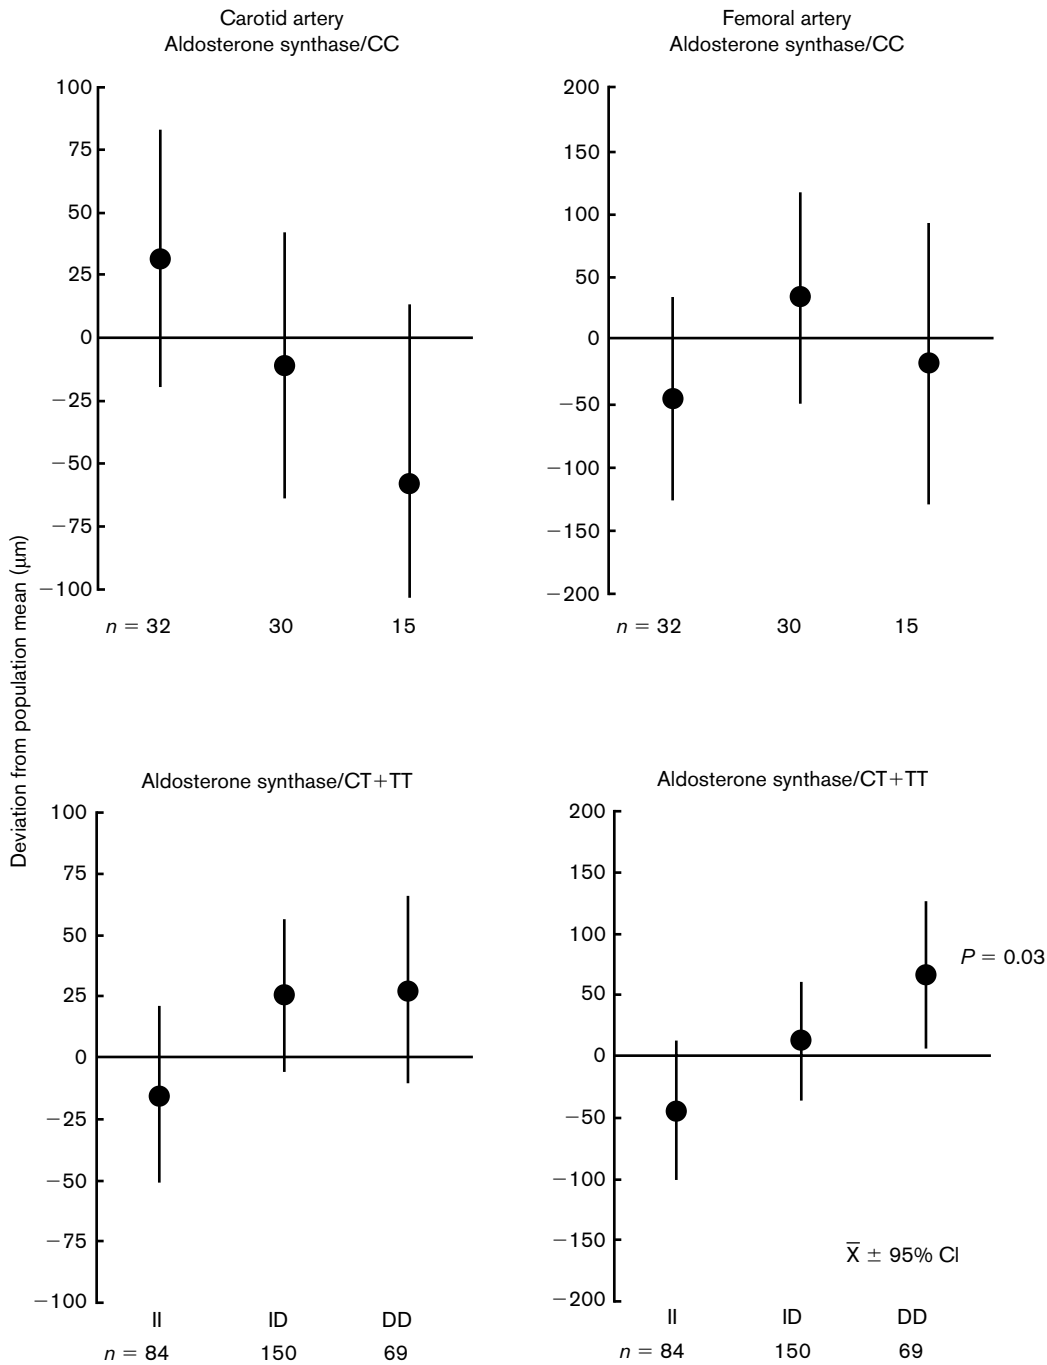 Carotid artery
Aldosterone synthase/CC
100
75
50
25
0
−25
−50
−75
−100
n = 32 30 15
Femoral artery
Aldosterone synthase/CC
200
150
100
50
0
−50
−100
−150
−200
n = 32 30 15
Deviation from population mean (μm)
Aldosterone synthase/CT+TT
100
75
50
25
0
−25
−50
−75
−100
II ID DD
n = 84 150 69
Aldosterone synthase/CT+TT
200
150
100
50
0
−50
−100
−150
−200
P = 0.03
X̅ ± 95% CI
II ID DD
n = 84 150 69